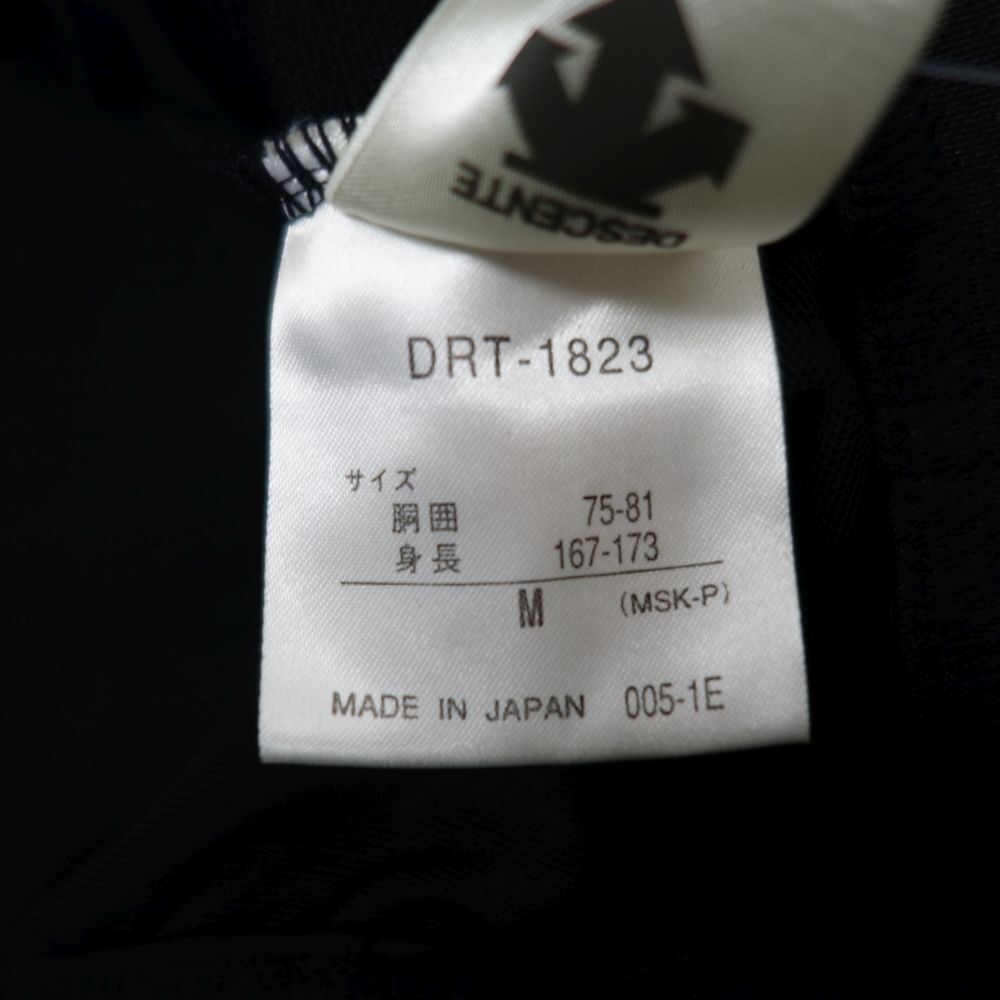 DESCENTE
DRT-1823
サイズ
胴囲 75-81
身長 167-173
M (MSK-P)
MADE IN JAPAN 005-1E